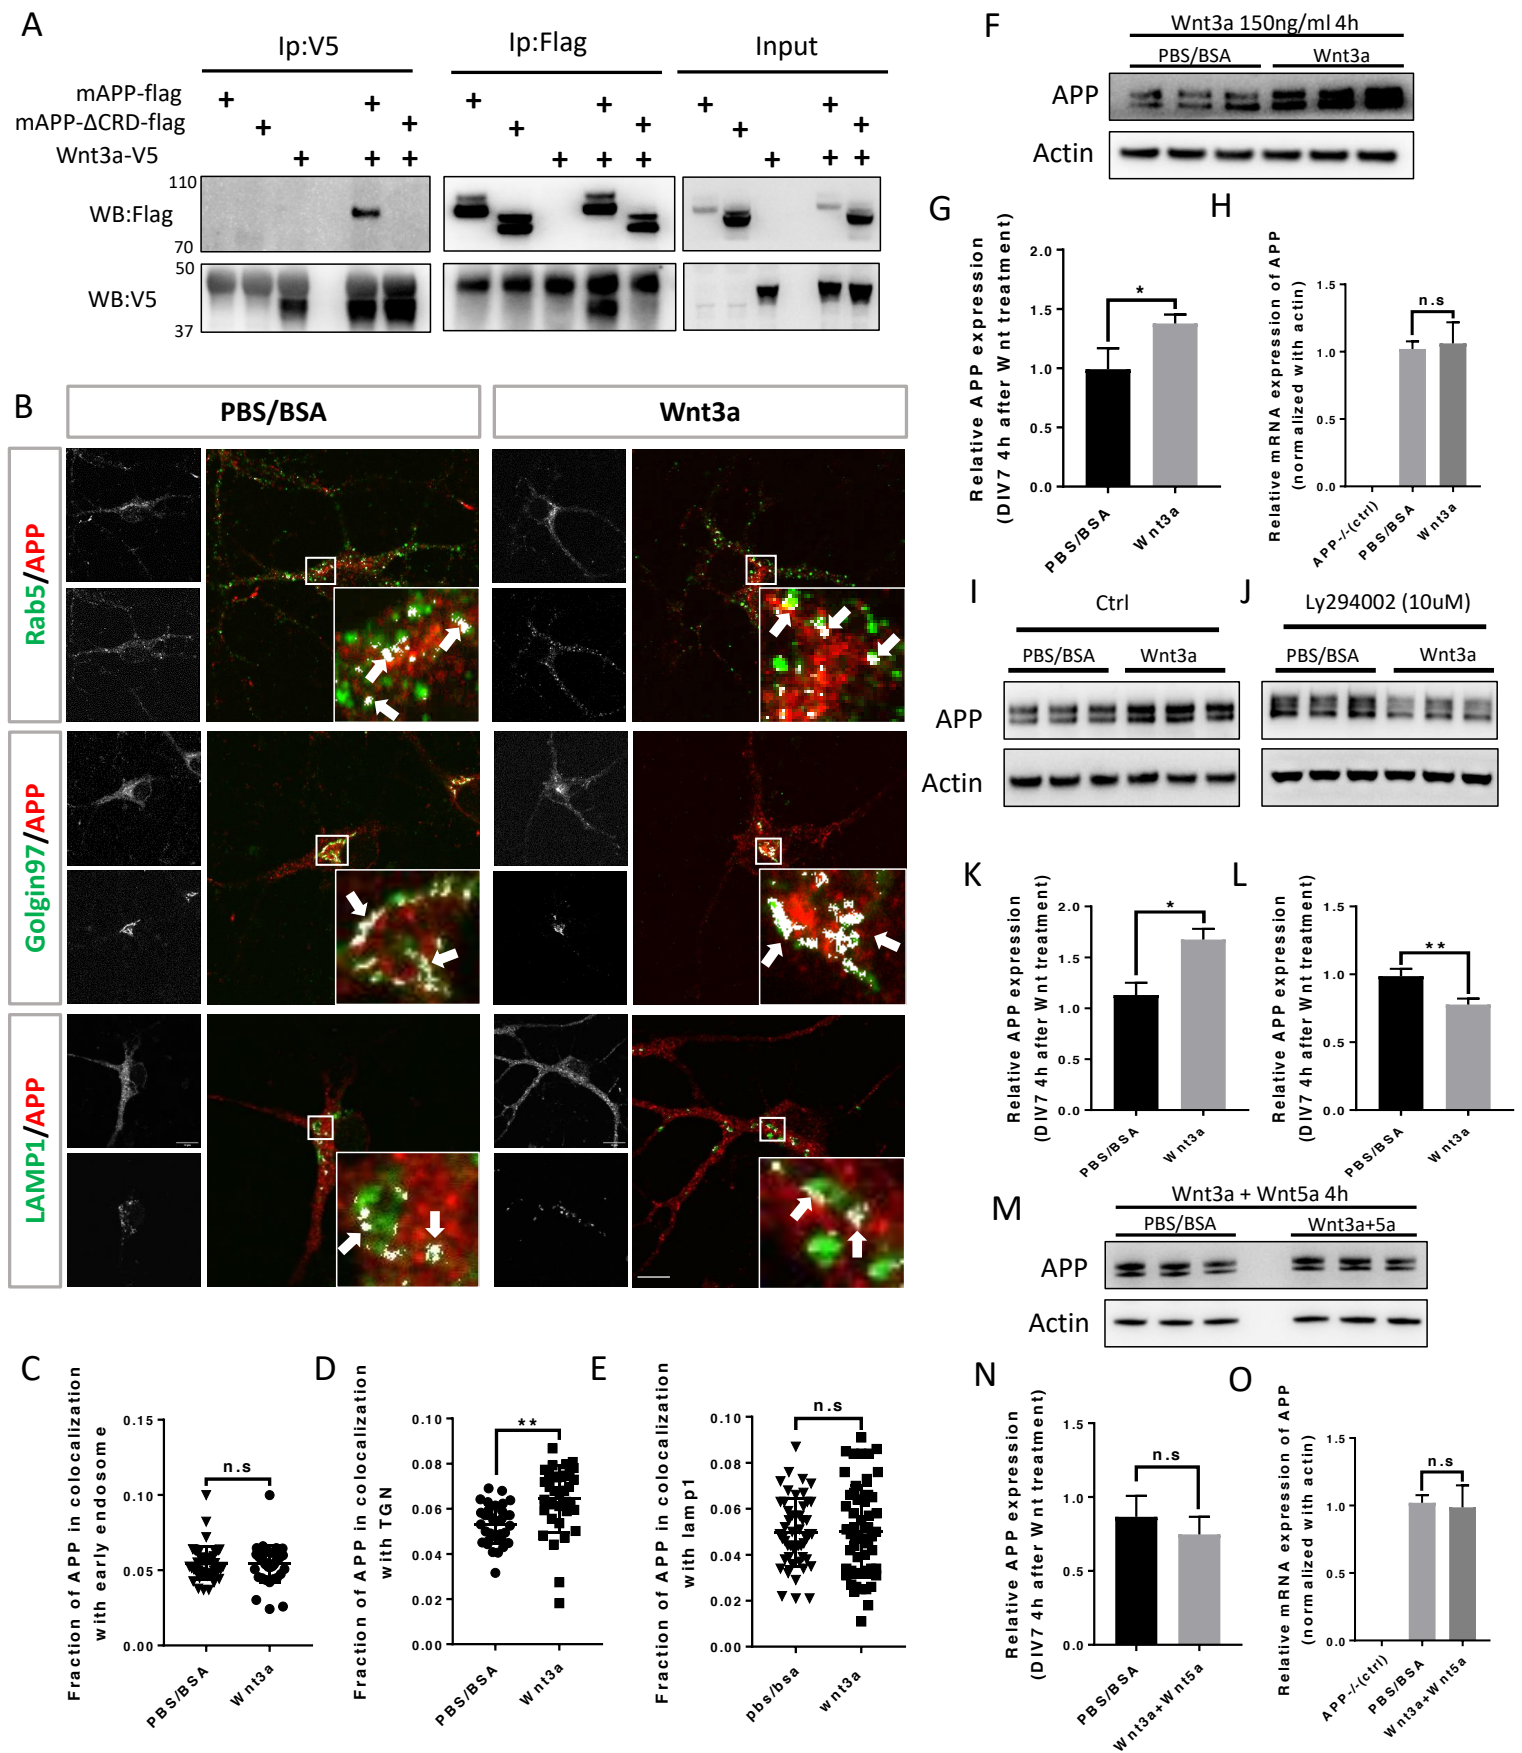 A
Ip:V5
Ip:Flag
Input
mAPP-flag + + + + + +
mAPP-ΔCRD-flag + + + + + +
Wnt3a-V5 + + + + + + + + +
110
WB:Flag
70
50
WB:V5
37
B
PBS/BSA
Wnt3a
Rab5/APP
Golgin97/APP
LAMP1/APP
C
Fraction of APP in colocalization
with early endosome
0.15
0.10
0.05
0.00
n.s
PBS/BSA
Wnt3a
D
Fraction of APP in colocalization
with TGN
0.10
0.08
0.06
0.04
0.02
0.00
**
PBS/BSA
Wnt3a
E
Fraction of APP in colocalization
with lamp1
0.10
0.08
0.06
0.04
0.02
0.00
n.s
pbs/bsa
wnt3a
F
Wnt3a 150ng/ml 4h
PBS/BSA
Wnt3a
APP
Actin
G
Relative APP expression
(DIV7 4h after Wnt treatment)
2.0
1.5
1.0
0.5
0.0
*
PBS/BSA
Wnt3a
H
Relative mRNA expression of APP
(normalized with actin)
1.5
1.0
0.5
0.0
n.s
APP-/-(ctrl)
PBS/BSA
Wnt3a
I
Ctrl
PBS/BSA
Wnt3a
APP
Actin
J
Ly294002 (10uM)
PBS/BSA
Wnt3a
K
Relative APP expression
(DIV7 4h after Wnt treatment)
2.0
1.5
1.0
0.5
0.0
*
PBS/BSA
Wnt3a
L
Relative APP expression
(DIV7 4h after Wnt treatment)
1.5
1.0
0.5
0.0
**
PBS/BSA
Wnt3a
M
Wnt3a + Wnt5a 4h
PBS/BSA
Wnt3a+5a
APP
Actin
N
Relative APP expression
(DIV7 4h after Wnt treatment)
1.5
1.0
0.5
0.0
n.s
PBS/BSA
Wnt3a+Wnt5a
O
Relative mRNA expression of APP
(normalized with actin)
1.5
1.0
0.5
0.0
n.s
APP-/-(ctrl)
PBS/BSA
Wnt3a+Wnt5a